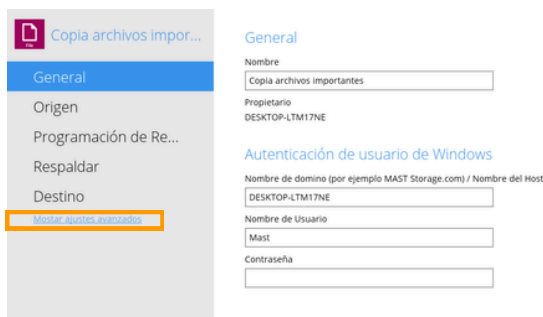 File
Copia archivos impor...
General
Origen
Programación de Re...
Respaldar
Destino
Mostar ajustes avanzados
General
Nombre
Copia archivos importantes
Propietario
DESKTOP-LTM17NE
Autenticación de usuario de Windows
Nombre de domino (por ejemplo MAST Storage.com) / Nombre del Host
DESKTOP-LTM17NE
Nombre de Usuario
Mast
Contraseña